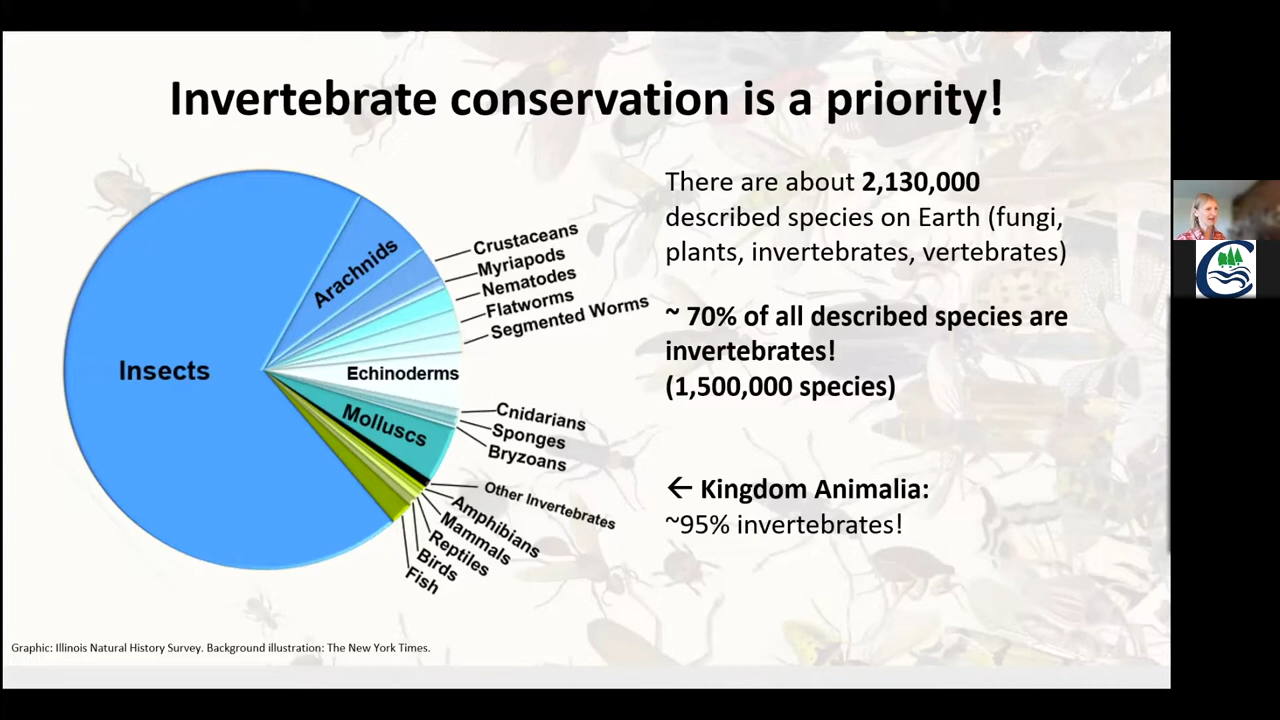 Invertebrate conservation is a priority!
There are about 2,130,000
described species on Earth (fungi,
plants, invertebrates, vertebrates)
~ 70% of all described species are
invertebrates!
(1,500,000 species)
← Kingdom Animalia:
~95% invertebrates!
Insects
Arachnids
Crustaceans
Myriapods
Nematodes
Flatworms
Segmented Worms
Echinoderms
Cnidarians
Sponges
Bryzoans
Molluscs
Other Invertebrates
Amphibians
Mammals
Reptiles
Birds
Fish
Graphic: Illinois Natural History Survey. Background illustration: The New York Times.